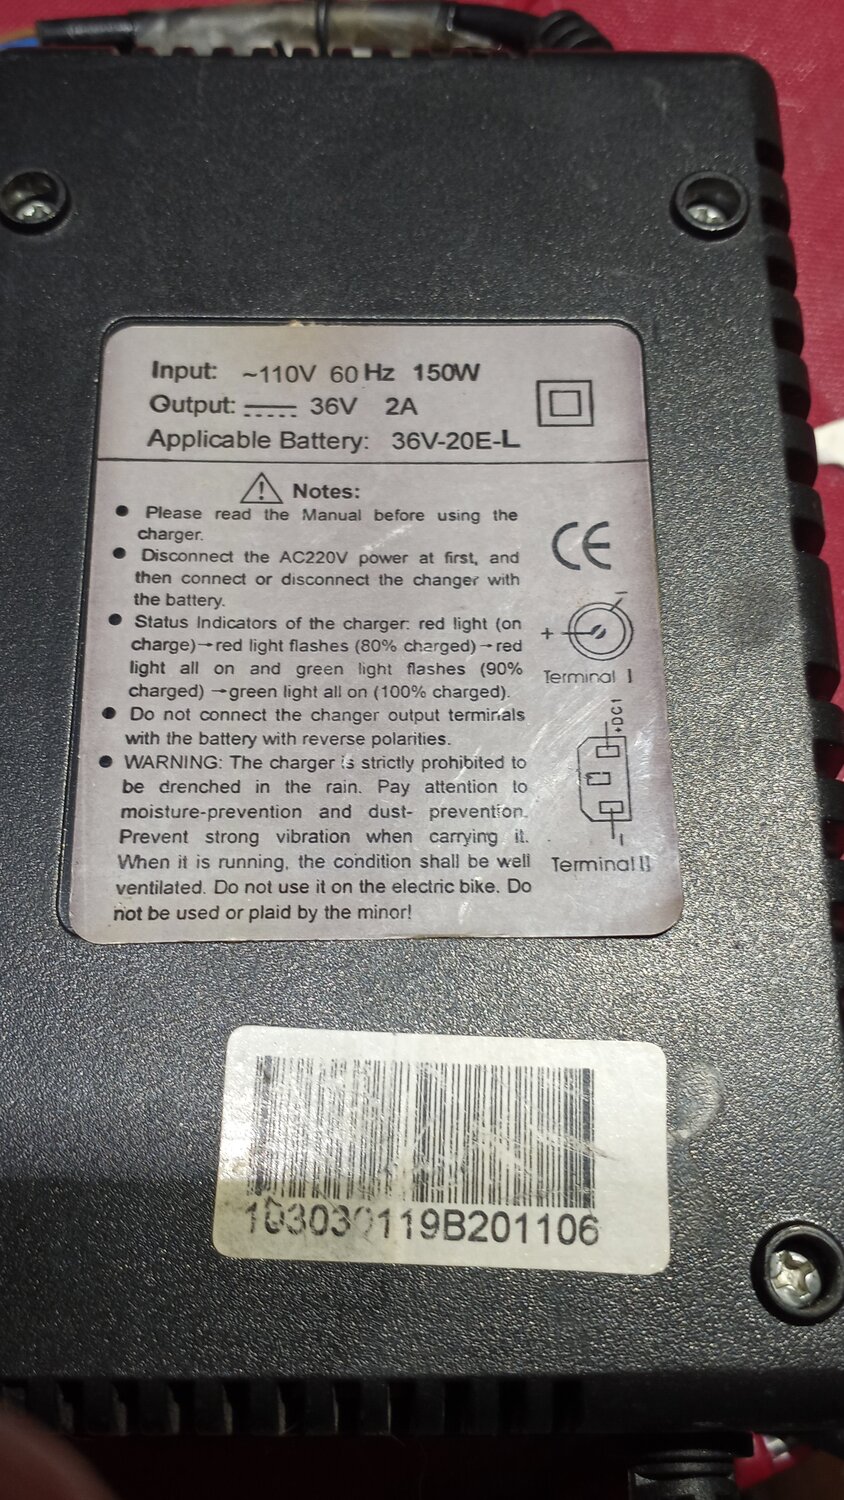 Input: ~110V 60 Hz 150W
Output: 36V 2A
Applicable Battery: 36V-20E-L
Notes:
● Please read the Manual before using the
charger.
● Disconnect the AC220V power at first, and
then connect or disconnect the changer with
the battery.
● Status Indicators of the charger: red light (on
charge)→red light flashes (80% charged)→red
light all on and green light flashes (90%
charged) →green light all on (100% charged).
● Do not connect the changer output terminals
with the battery with reverse polarities.
● WARNING: The charger is strictly prohibited to
be drenched in the rain. Pay attention to
moisture-prevention and dust- prevention.
Prevent strong vibration when carrying it.
When it is running, the condition shall be well
ventilated. Do not use it on the electric bike. Do
not be used or plaid by the minor!
CE
+ −
Terminal I
+DC1
−
Terminal II
103030119B201106